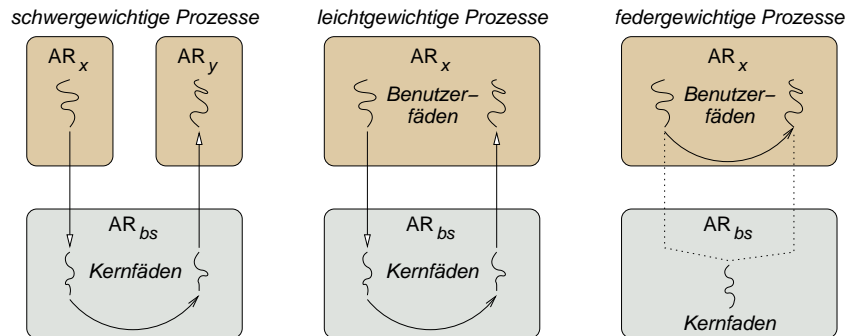 schwergewichtige Prozesse
AR x
AR y
AR bs
Kernfäden
leichtgewichtige Prozesse
AR x
Benutzer–
fäden
AR bs
Kernfäden
federgewichtige Prozesse
AR x
Benutzer–
fäden
AR bs
Kernfaden